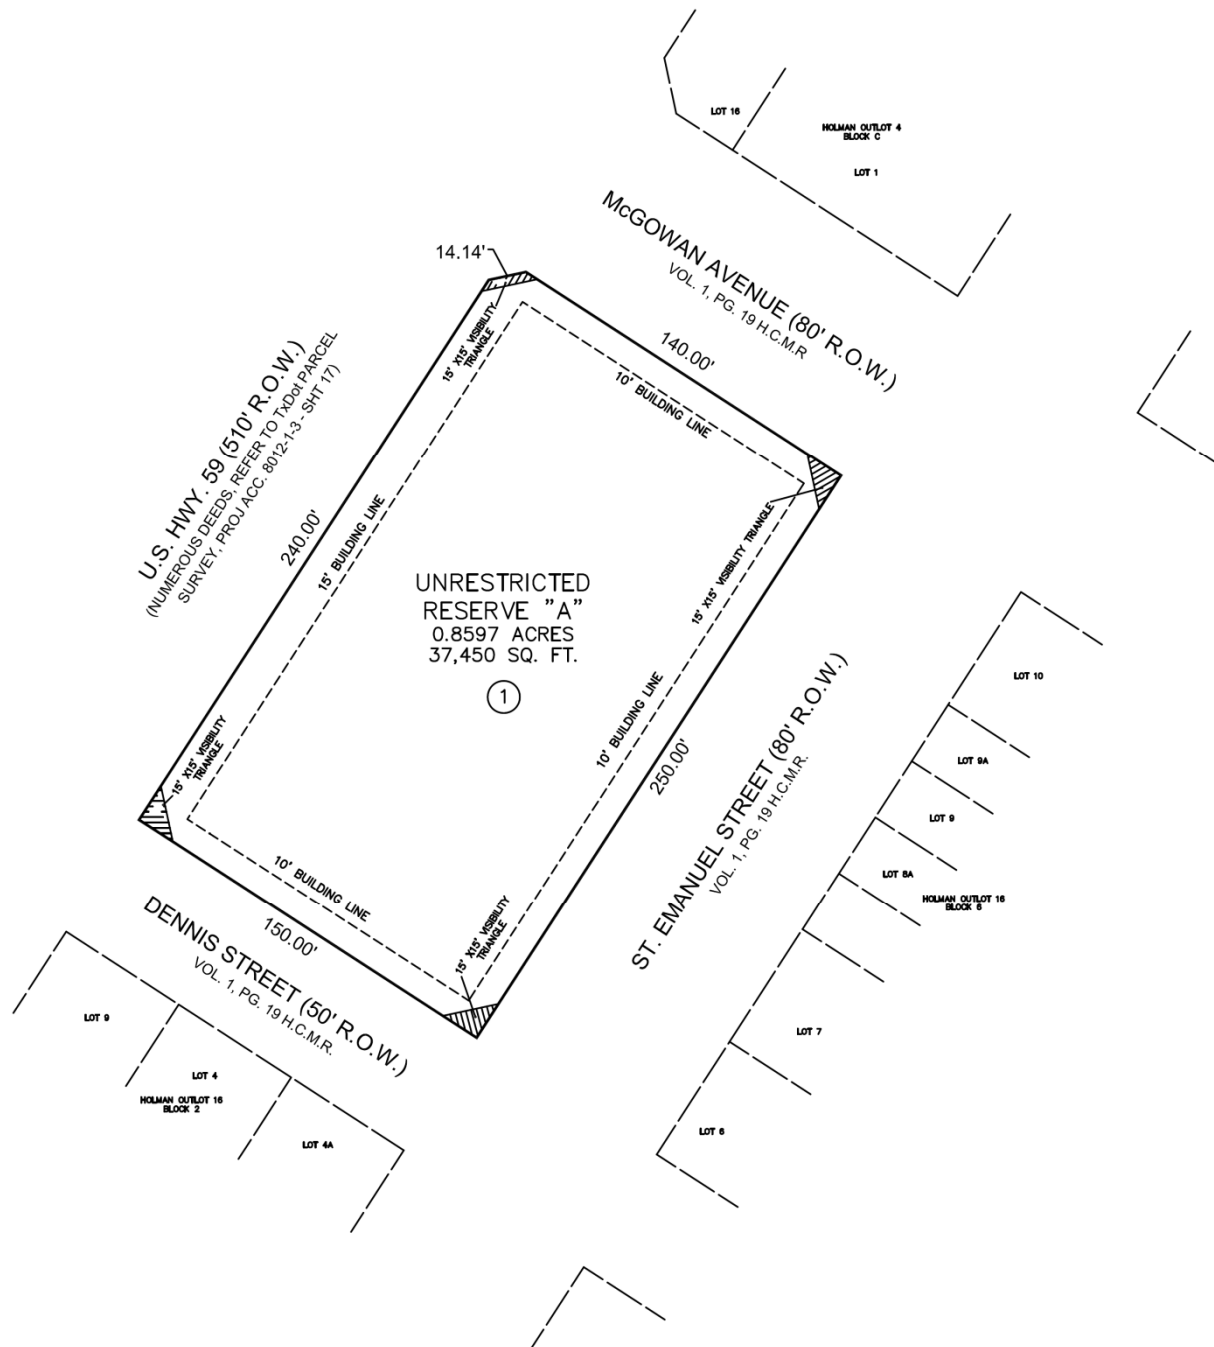 LOT 16
HOLMAN OUTLOT 4
BLOCK C
LOT 1
McGOWAN AVENUE (80' R.O.W.)
VOL. 1, PG. 19 H.C.M.R
14.14'
140.00'
15' X15' VISIBILITY
TRIANGLE
10' BUILDING LINE
U.S. HWY. 59 (510' R.O.W.)
(NUMEROUS DEEDS, REFER TO TxDot PARCEL
SURVEY, PROJ ACC. 8012-1-3 - SHT 17)
240.00'
15' BUILDING LINE
15' X15' VISIBILITY TRIANGLE
UNRESTRICTED
RESERVE "A"
0.8597 ACRES
37,450 SQ. FT.
1
10' BUILDING LINE
250.00'
ST. EMANUEL STREET (80' R.O.W.)
VOL. 1, PG. 19 H.C.M.R.
LOT 10
LOT 9A
LOT 9
LOT 8A
HOLMAN OUTLOT 16
BLOCK 6
LOT 7
LOT 6
15' X15' VISIBILITY
TRIANGLE
10' BUILDING LINE
15' X15' VISIBILITY
TRIANGLE
150.00'
DENNIS STREET (50' R.O.W.)
VOL. 1, PG. 19 H.C.M.R.
LOT 9
LOT 4
HOLMAN OUTLOT 16
BLOCK 2
LOT 4A